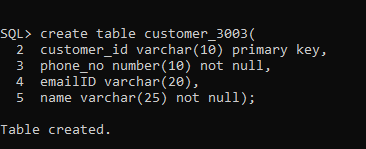 SQL> create table customer_3003(
2 customer_id varchar(10) primary key,
3 phone_no number(10) not null,
4 emailID varchar(20),
5 name varchar(25) not null);
Table created.